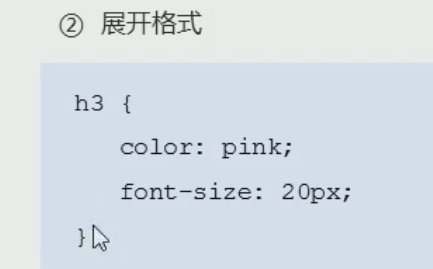 ② 展开格式
h3 {
color: pink;
font-size: 20px;
}